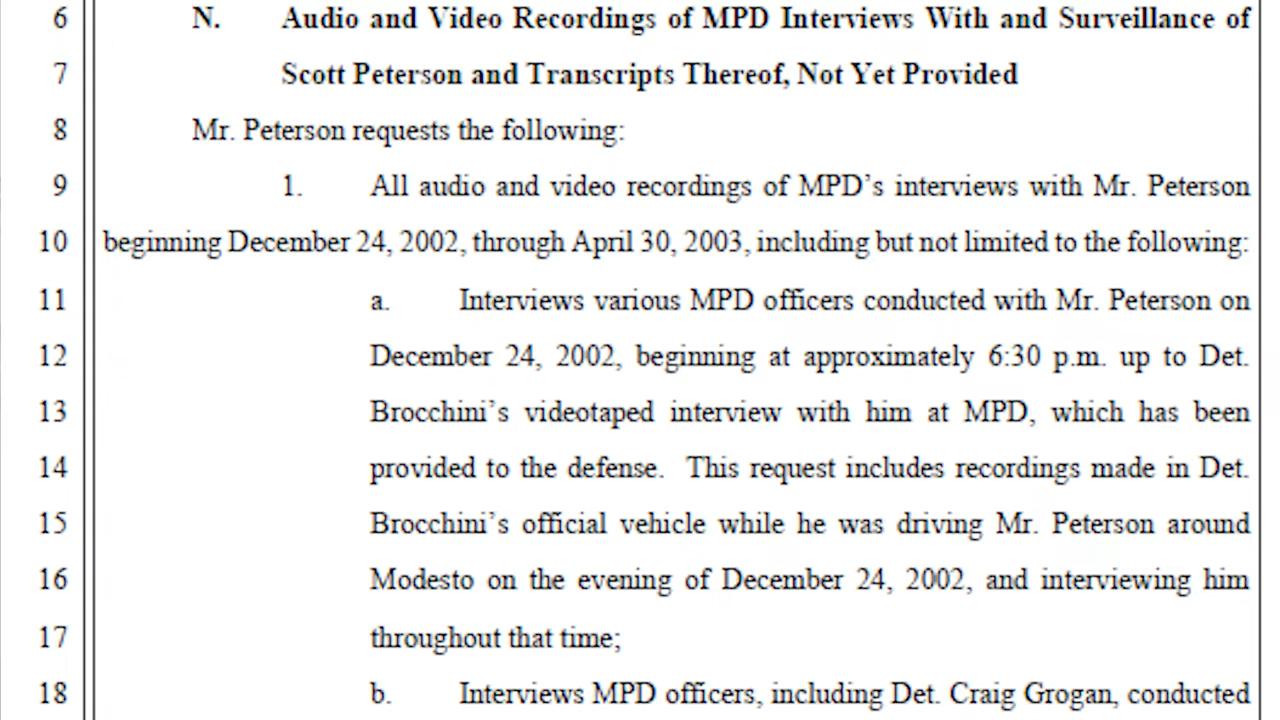 6 N. Audio and Video Recordings of MPD Interviews With and Surveillance of
7 Scott Peterson and Transcripts Thereof, Not Yet Provided
8 Mr. Peterson requests the following:
9 1. All audio and video recordings of MPD’s interviews with Mr. Peterson
10 beginning December 24, 2002, through April 30, 2003, including but not limited to the following:
11 a. Interviews various MPD officers conducted with Mr. Peterson on
12 December 24, 2002, beginning at approximately 6:30 p.m. up to Det.
13 Brocchini’s videotaped interview with him at MPD, which has been
14 provided to the defense. This request includes recordings made in Det.
15 Brocchini’s official vehicle while he was driving Mr. Peterson around
16 Modesto on the evening of December 24, 2002, and interviewing him
17 throughout that time;
18 b. Interviews MPD officers, including Det. Craig Grogan, conducted